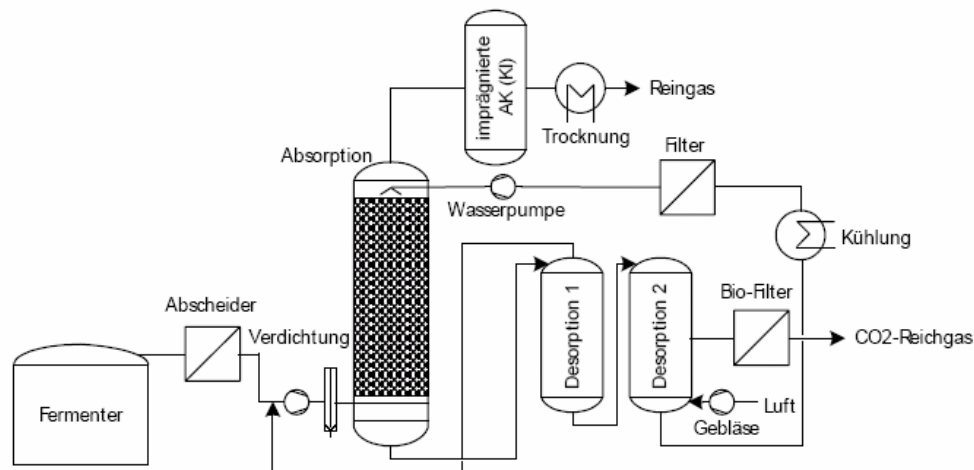 imprägnierte
AK (KI)
Reingas
Trocknung
Absorption
Filter
Wasserpumpe
Kühlung
Abscheider
Verdichtung
Desorption 1
Desorption 2
Bio-Filter
CO2-Reichgas
Fermenter
Luft
Gebläse